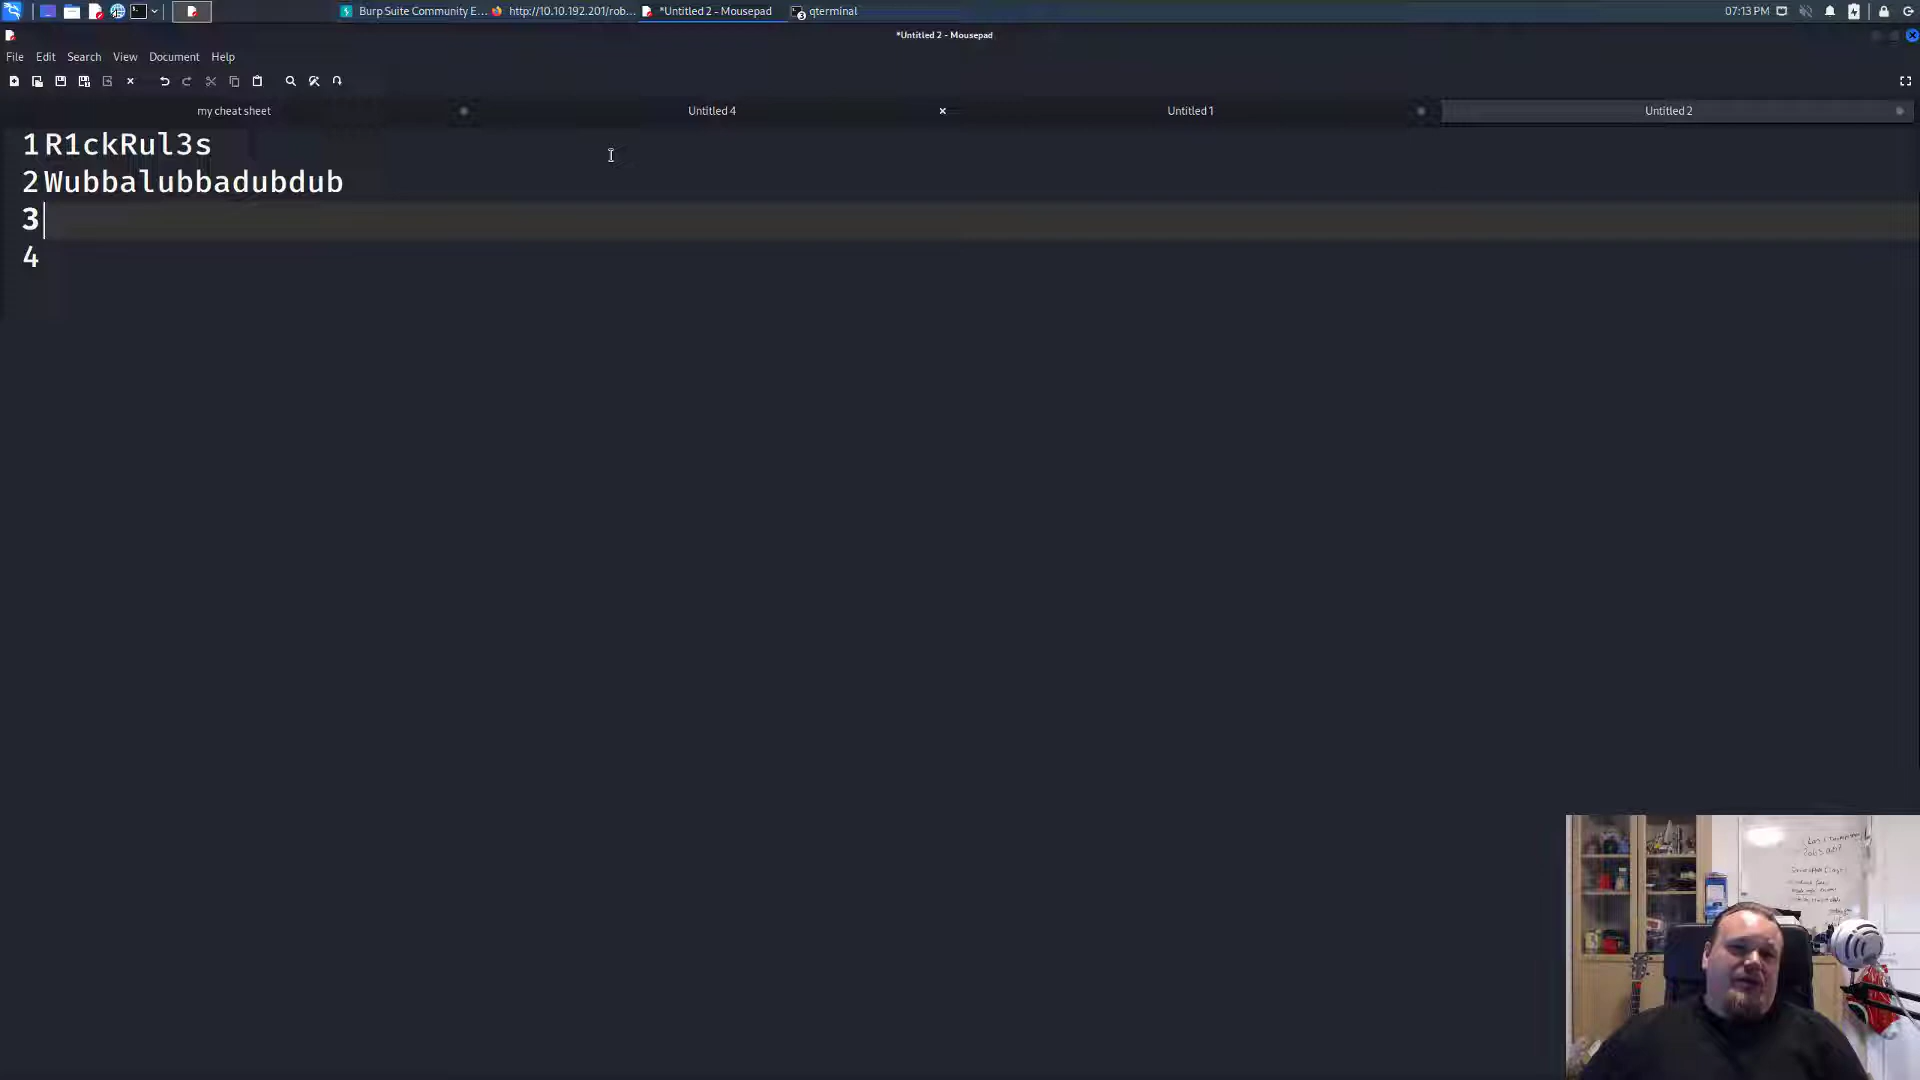 Burp Suite Community E... http://10.10.192.201/rob... *Untitled 2 - Mousepad qterminal 07:13 PM
*Untitled 2 - Mousepad
File Edit Search View Document Help
my cheat sheet Untitled 4 Untitled 1 Untitled 2
1 R1ckRul3s
2 Wubbalubbadubdub
3
4